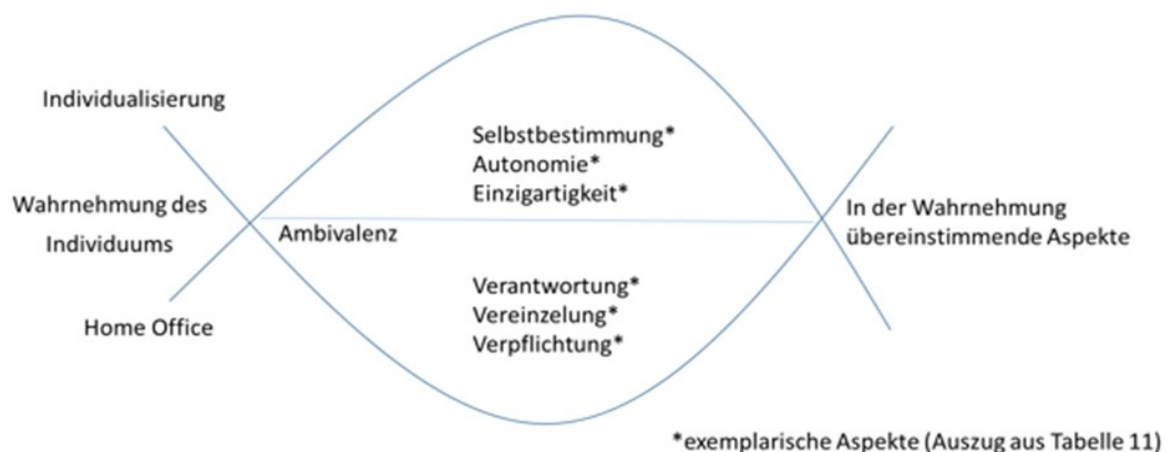 Individualisierung
Wahrnehmung des
Individuums
Home Office
Ambivalenz
Selbstbestimmung*
Autonomie*
Einzigartigkeit*
Verantwortung*
Vereinzelung*
Verpflichtung*
In der Wahrnehmung
übereinstimmende Aspekte
*exemplarische Aspekte (Auszug aus Tabelle 11)